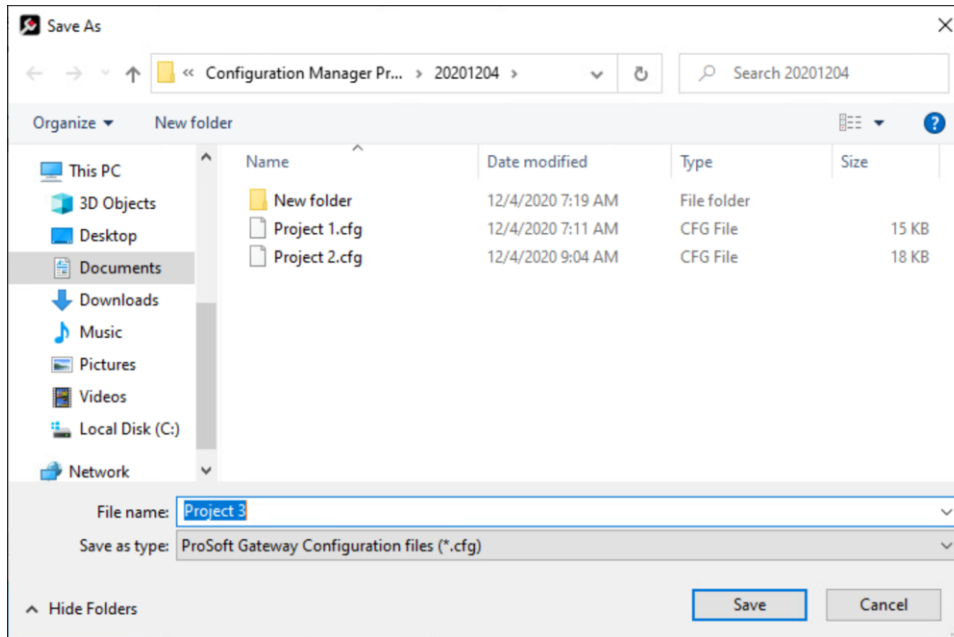 Save As
« Configuration Manager Pr... › 20201204 ›
Search 20201204
Organize
New folder
Name
Date modified
Type
Size
This PC
3D Objects
Desktop
Documents
Downloads
Music
Pictures
Videos
Local Disk (C:)
Network
New folder 12/4/2020 7:19 AM File folder
Project 1.cfg 12/4/2020 7:11 AM CFG File 15 KB
Project 2.cfg 12/4/2020 9:04 AM CFG File 18 KB
File name: Project 3
Save as type: ProSoft Gateway Configuration files (*.cfg)
Hide Folders
Save
Cancel